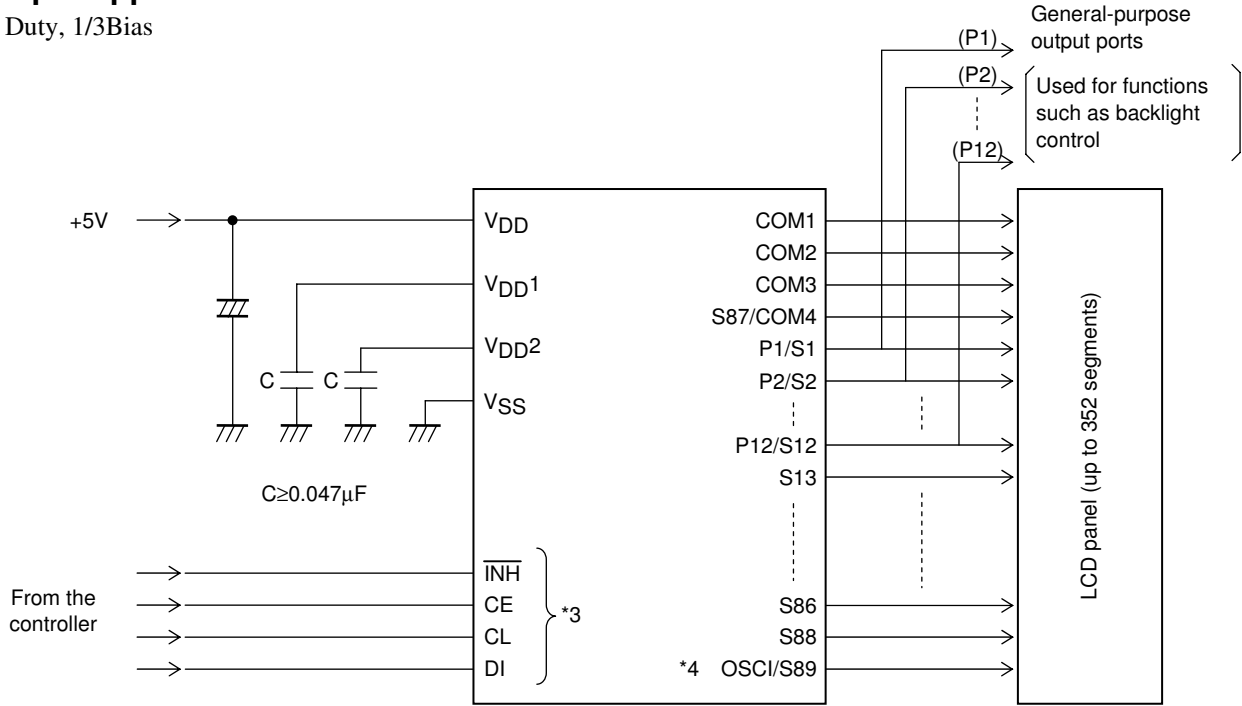 Duty, 1/3Bias
General-purpose
output ports
(P1)
(P2)
Used for functions
such as backlight
control
(P12)
+5V
VDD
VDD1
VDD2
VSS
C
C
C≥0.047μF
COM1
COM2
COM3
S87/COM4
P1/S1
P2/S2
P12/S12
S13
S86
S88
*4 OSCI/S89
LCD panel (up to 352 segments)
From the
controller
INH
CE
CL
DI
*3